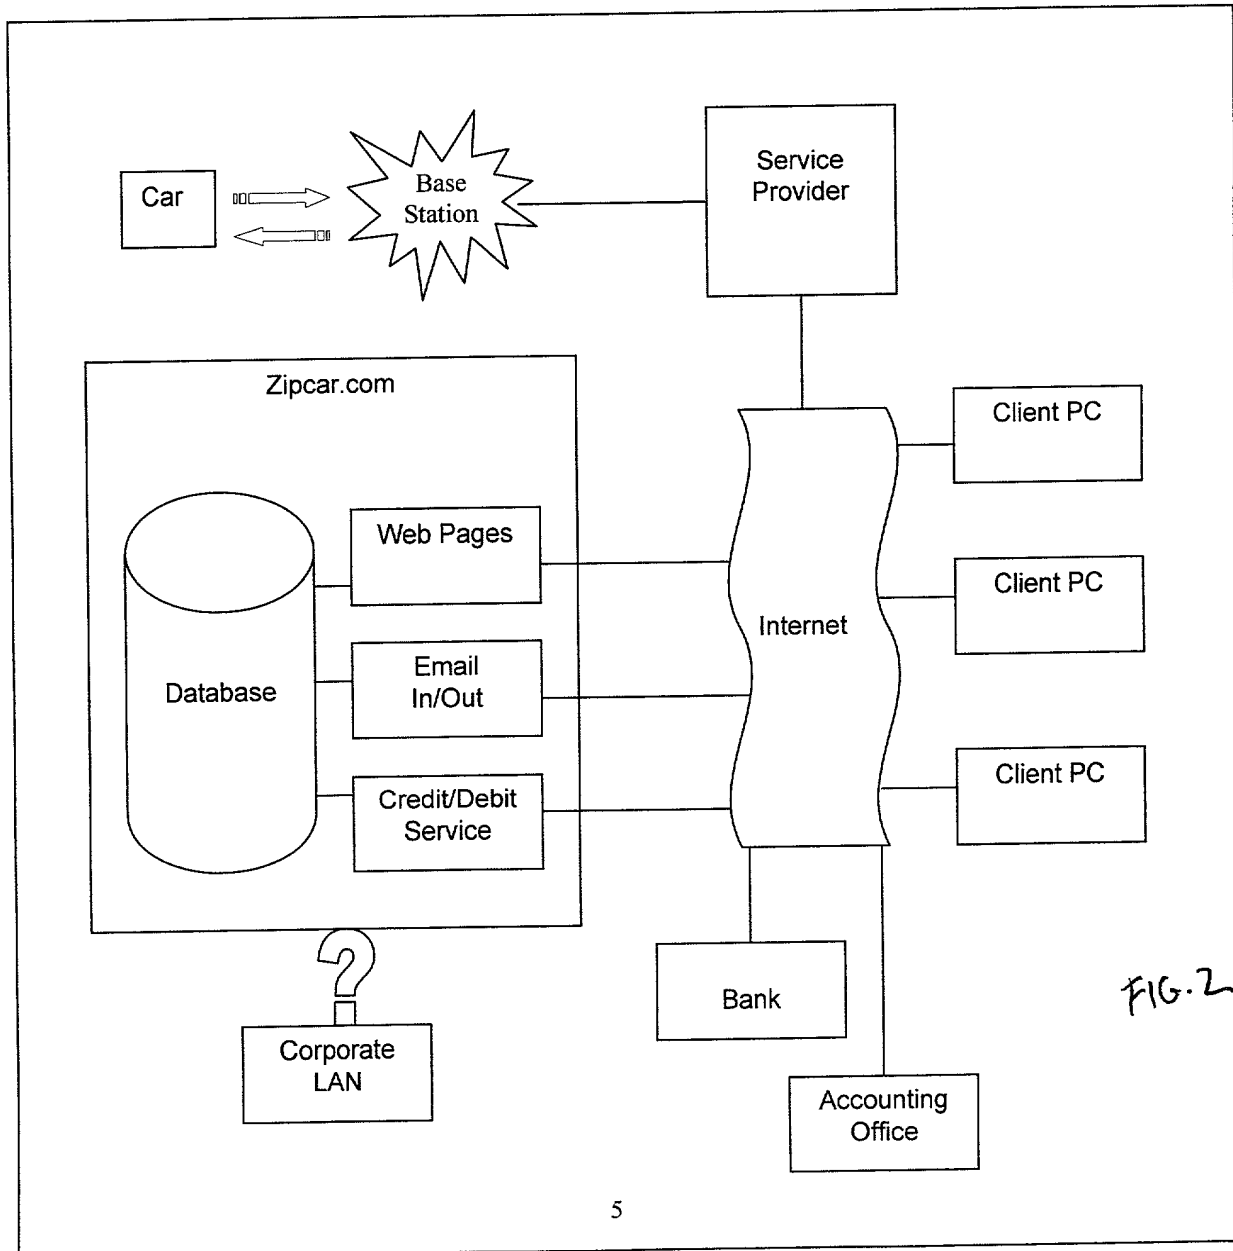 Car
Base
Station
Service
Provider
Zipcar.com
Database
Web Pages
Email
In/Out
Credit/Debit
Service
Internet
Client PC
Client PC
Client PC
?
Corporate
LAN
Bank
Accounting
Office
FIG.2
5